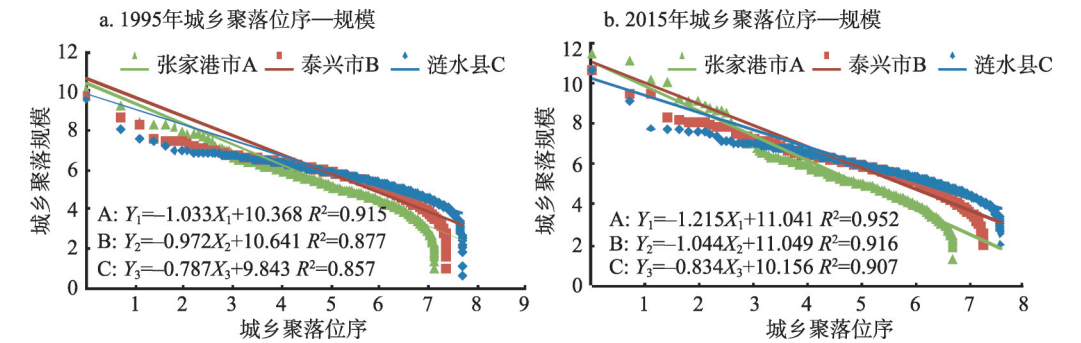 a. 1995年城乡聚落位序—规模
12
10
8
6
4
2
0
1 2 3 4 5 6 7 8 9
城乡聚落规模
城乡聚落位序
张家港市A 泰兴市B 涟水县C
A: Y₁=–1.033X₁+10.368 R²=0.915
B: Y₂=–0.972X₂+10.641 R²=0.877
C: Y₃=–0.787X₃+9.843 R²=0.857
b. 2015年城乡聚落位序—规模
12
10
8
6
4
2
0
1 2 3 4 5 6 7 8
城乡聚落规模
城乡聚落位序
张家港市A 泰兴市B 涟水县C
A: Y₁=–1.215X₁+11.041 R²=0.952
B: Y₂=–1.044X₂+11.049 R²=0.916
C: Y₃=–0.834X₃+10.156 R²=0.907